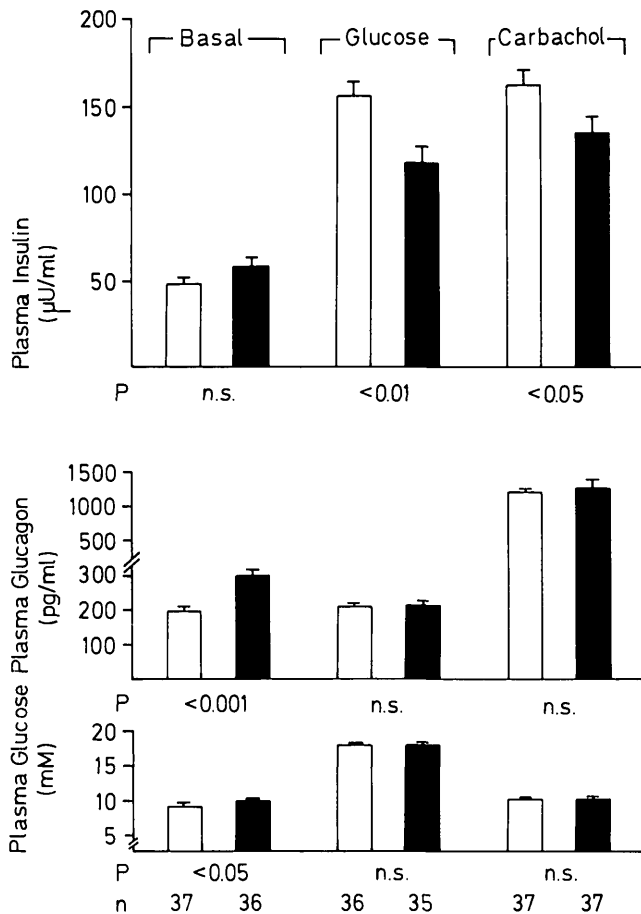 200
Basal Glucose Carbachol
150
100
50
Plasma Insulin
(µU/ml)
P n.s. <0.01 <0.05
1500
1000
500
300
200
100
Plasma Glucagon
(pg/ml)
P <0.001 n.s. n.s.
20
15
10
5
Plasma Glucose
(mM)
P <0.05 n.s. n.s.
n 37 36 36 35 37 37